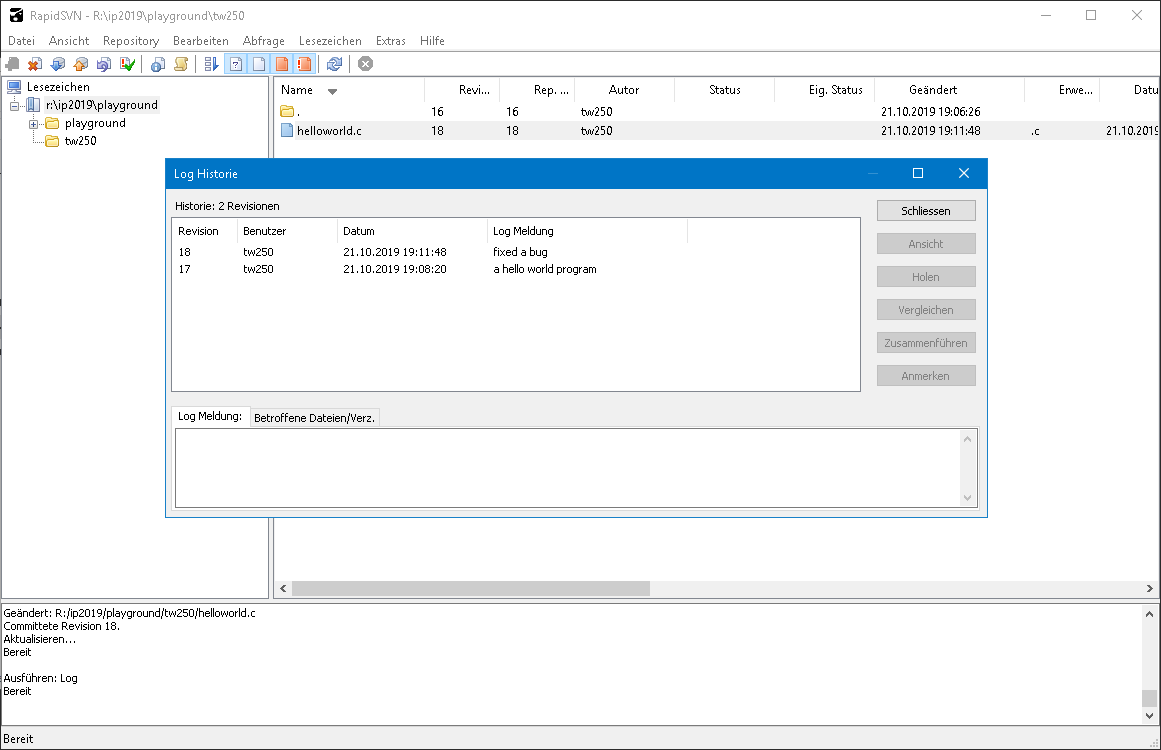 RapidSVN - R:\ip2019\playground\tw250
Datei Ansicht Repository Bearbeiten Abfrage Lesezeichen Extras Hilfe
Lesezeichen
r:\ip2019\playground
playground
tw250
Name Revi... Rep. ... Autor Status Eig. Status Geändert Erwe... Datu
. 16 16 tw250 21.10.2019 19:06:26
helloworld.c 18 18 tw250 21.10.2019 19:11:48 .c 21.10.2019
Log Historie
Historie: 2 Revisionen
Revision Benutzer Datum Log Meldung
18 tw250 21.10.2019 19:11:48 fixed a bug
17 tw250 21.10.2019 19:08:20 a hello world program
Schliessen
Ansicht
Holen
Vergleichen
Zusammenführen
Anmerken
Log Meldung: Betroffene Dateien/Verz.
Geändert: R:/ip2019/playground/tw250/helloworld.c
Committete Revision 18.
Aktualisieren...
Bereit
Ausführen: Log
Bereit
Bereit